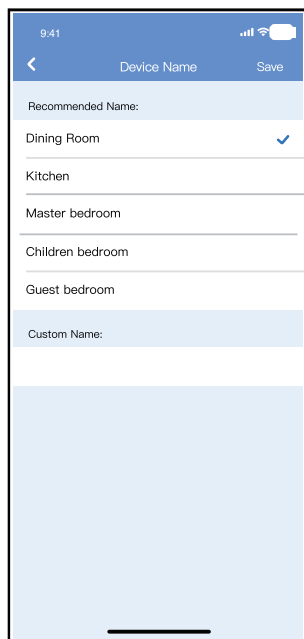 9:41
Device Name Save
Recommended Name:
Dining Room
Kitchen
Master bedroom
Children bedroom
Guest bedroom
Custom Name: